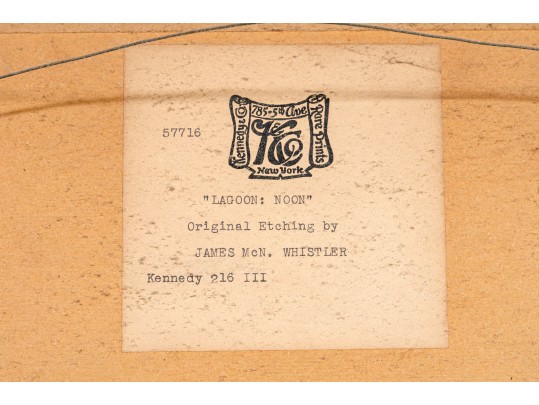 785-5th Ave
Kennedy & Co
Rare Prints
K & Co
New York
57716
"LAGOON: NOON"
Original Etching by
JAMES McN. WHISTLER
Kennedy 216 III